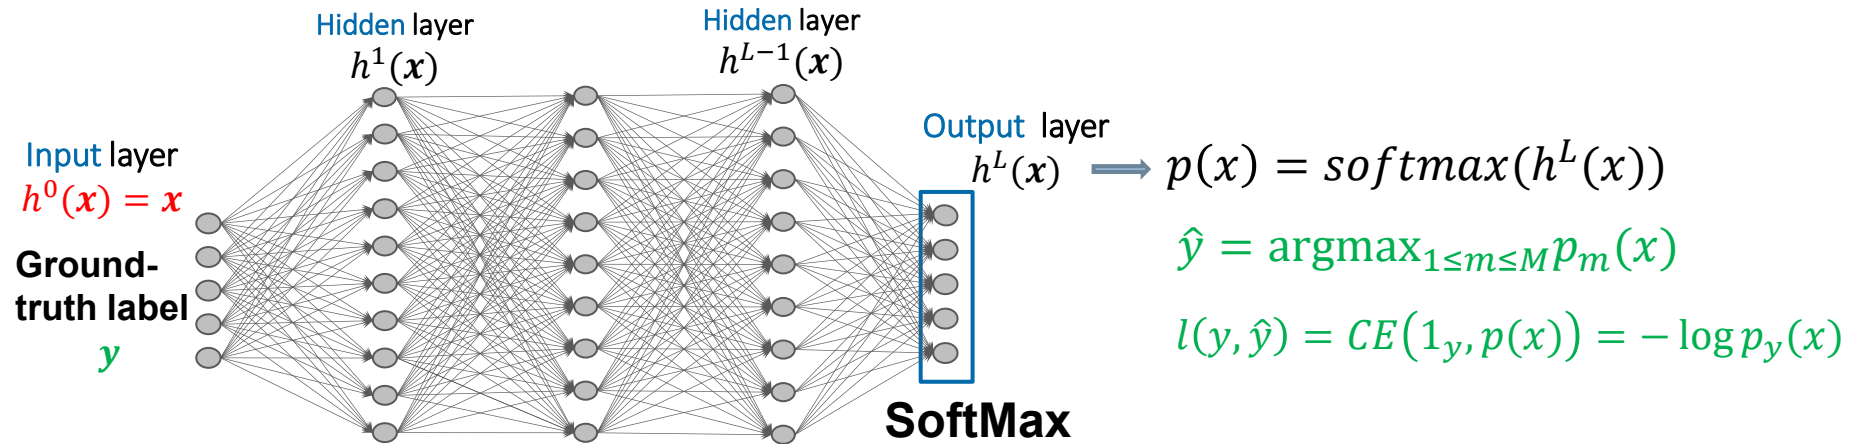 Hidden layer
h¹(x)
Hidden layer
h^{L−1}(x)
Input layer
h⁰(x) = x
Ground-
truth label
y
Output layer
h^L(x)
p(x) = softmax(h^L(x))
ŷ = argmax_{1≤m≤M} p_m(x)
l(y, ŷ) = CE(1_y, p(x)) = − log p_y(x)
SoftMax